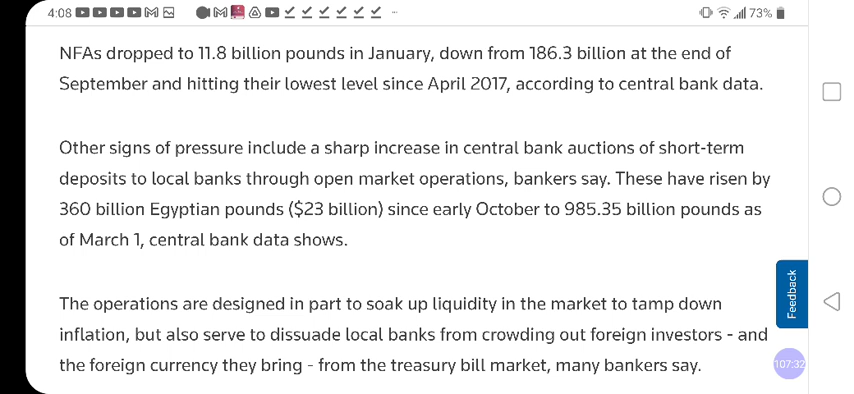 4:08
73%
NFAs dropped to 11.8 billion pounds in January, down from 186.3 billion at the end of
September and hitting their lowest level since April 2017, according to central bank data.
Other signs of pressure include a sharp increase in central bank auctions of short-term
deposits to local banks through open market operations, bankers say. These have risen by
360 billion Egyptian pounds ($23 billion) since early October to 985.35 billion pounds as
of March 1, central bank data shows.
Feedback
The operations are designed in part to soak up liquidity in the market to tamp down
inflation, but also serve to dissuade local banks from crowding out foreign investors - and
the foreign currency they bring - from the treasury bill market, many bankers say.
107:32